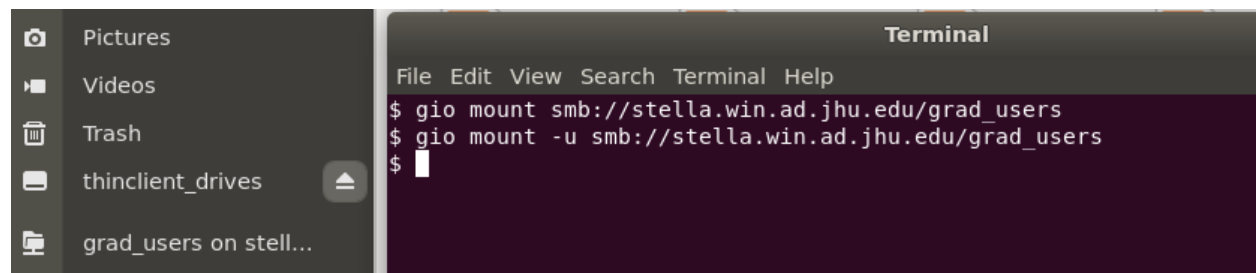 Pictures
Videos
Trash
thinclient_drives
grad_users on stell...
Terminal
File Edit View Search Terminal Help
$ gio mount smb://stella.win.ad.jhu.edu/grad_users
$ gio mount -u smb://stella.win.ad.jhu.edu/grad_users
$